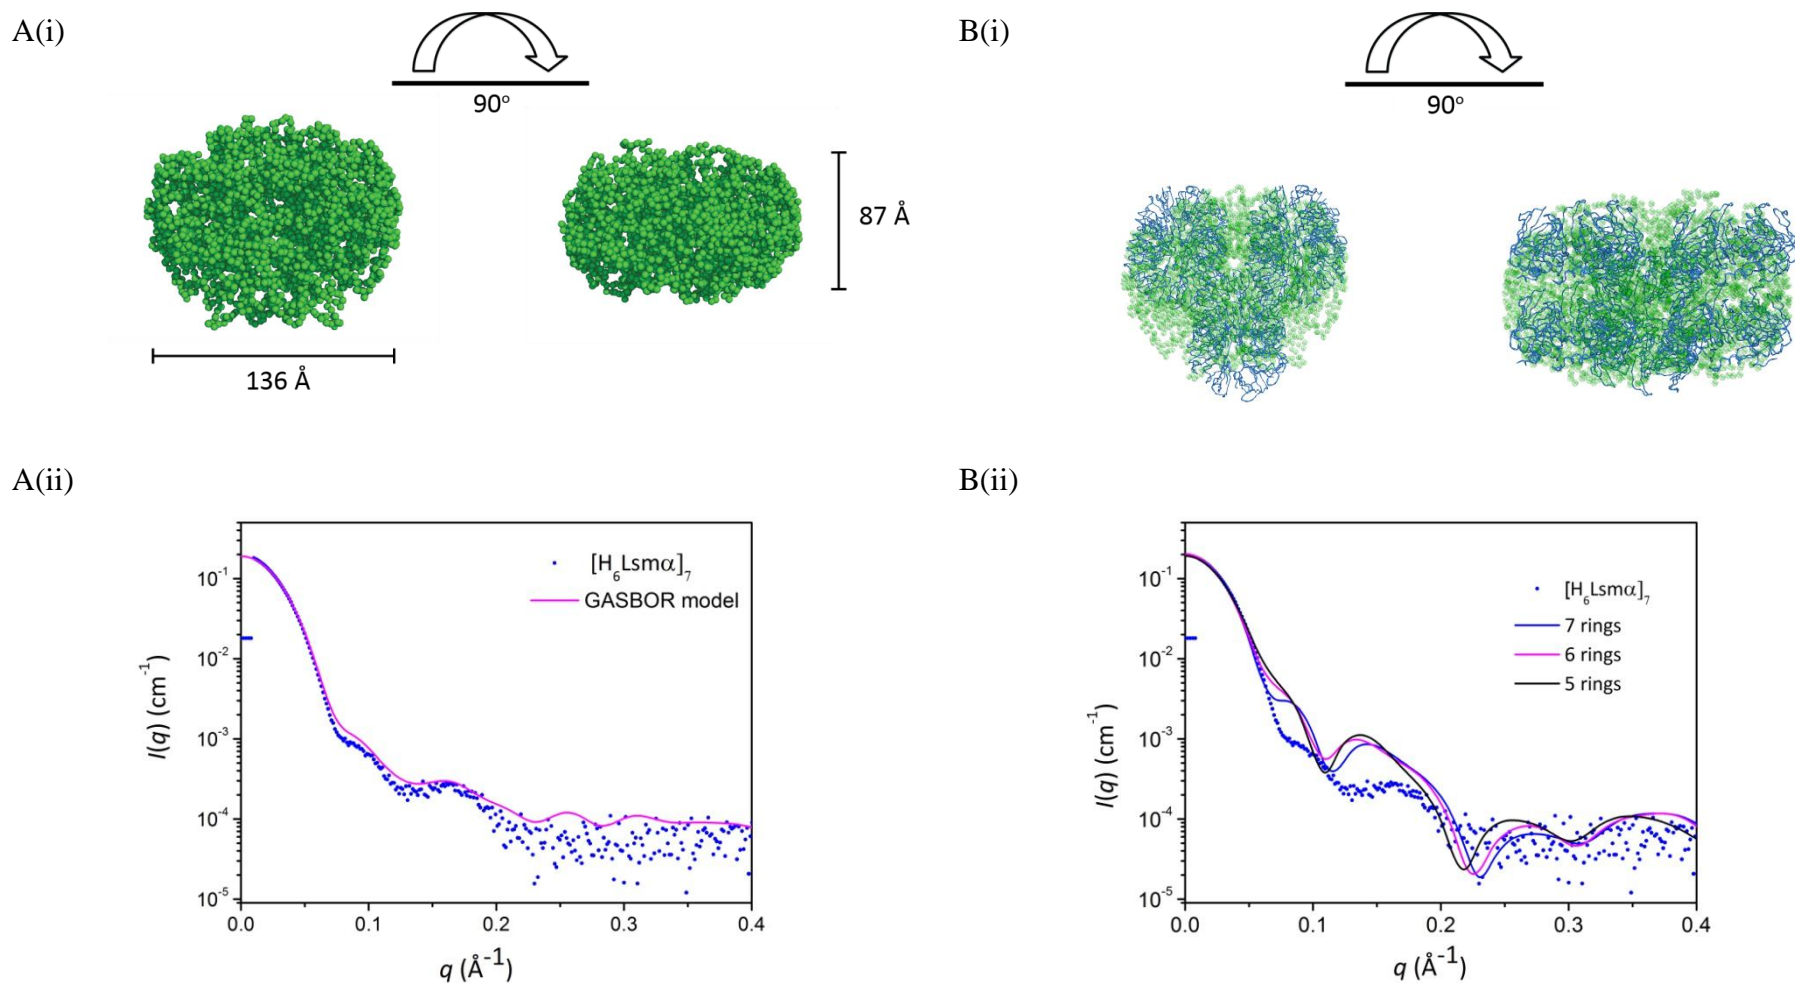 A(i)
90°
87 Å
136 Å
B(i)
90°
A(ii)
[H₆Lsmα]₇
GASBOR model
10⁻¹
10⁻²
10⁻³
10⁻⁴
10⁻⁵
I(q) (cm⁻¹)
0.0 0.1 0.2 0.3 0.4
q (Å⁻¹)
B(ii)
[H₆Lsmα]₇
7 rings
6 rings
5 rings
10⁻¹
10⁻²
10⁻³
10⁻⁴
10⁻⁵
I(q) (cm⁻¹)
0.0 0.1 0.2 0.3 0.4
q (Å⁻¹)